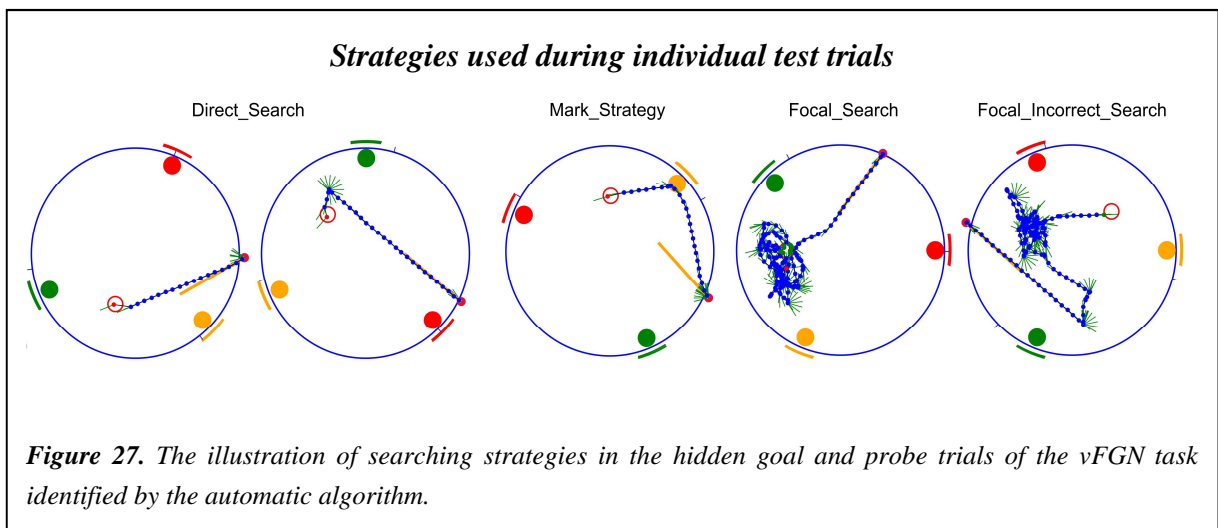 Strategies used during individual test trials
Direct_Search Mark_Strategy Focal_Search Focal_Incorrect_Search
Figure 27. The illustration of searching strategies in the hidden goal and probe trials of the vFGN task
identified by the automatic algorithm.